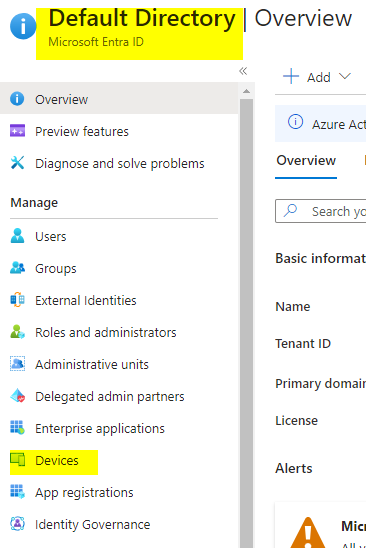 Default Directory | Overview
Microsoft Entra ID
«
Overview
Preview features
Diagnose and solve problems
Manage
Users
Groups
External Identities
Roles and administrators
Administrative units
Delegated admin partners
Enterprise applications
Devices
App registrations
Identity Governance
+ Add
Azure Act
Overview
Search yo
Basic informat
Name
Tenant ID
Primary domain
License
Alerts
Micr